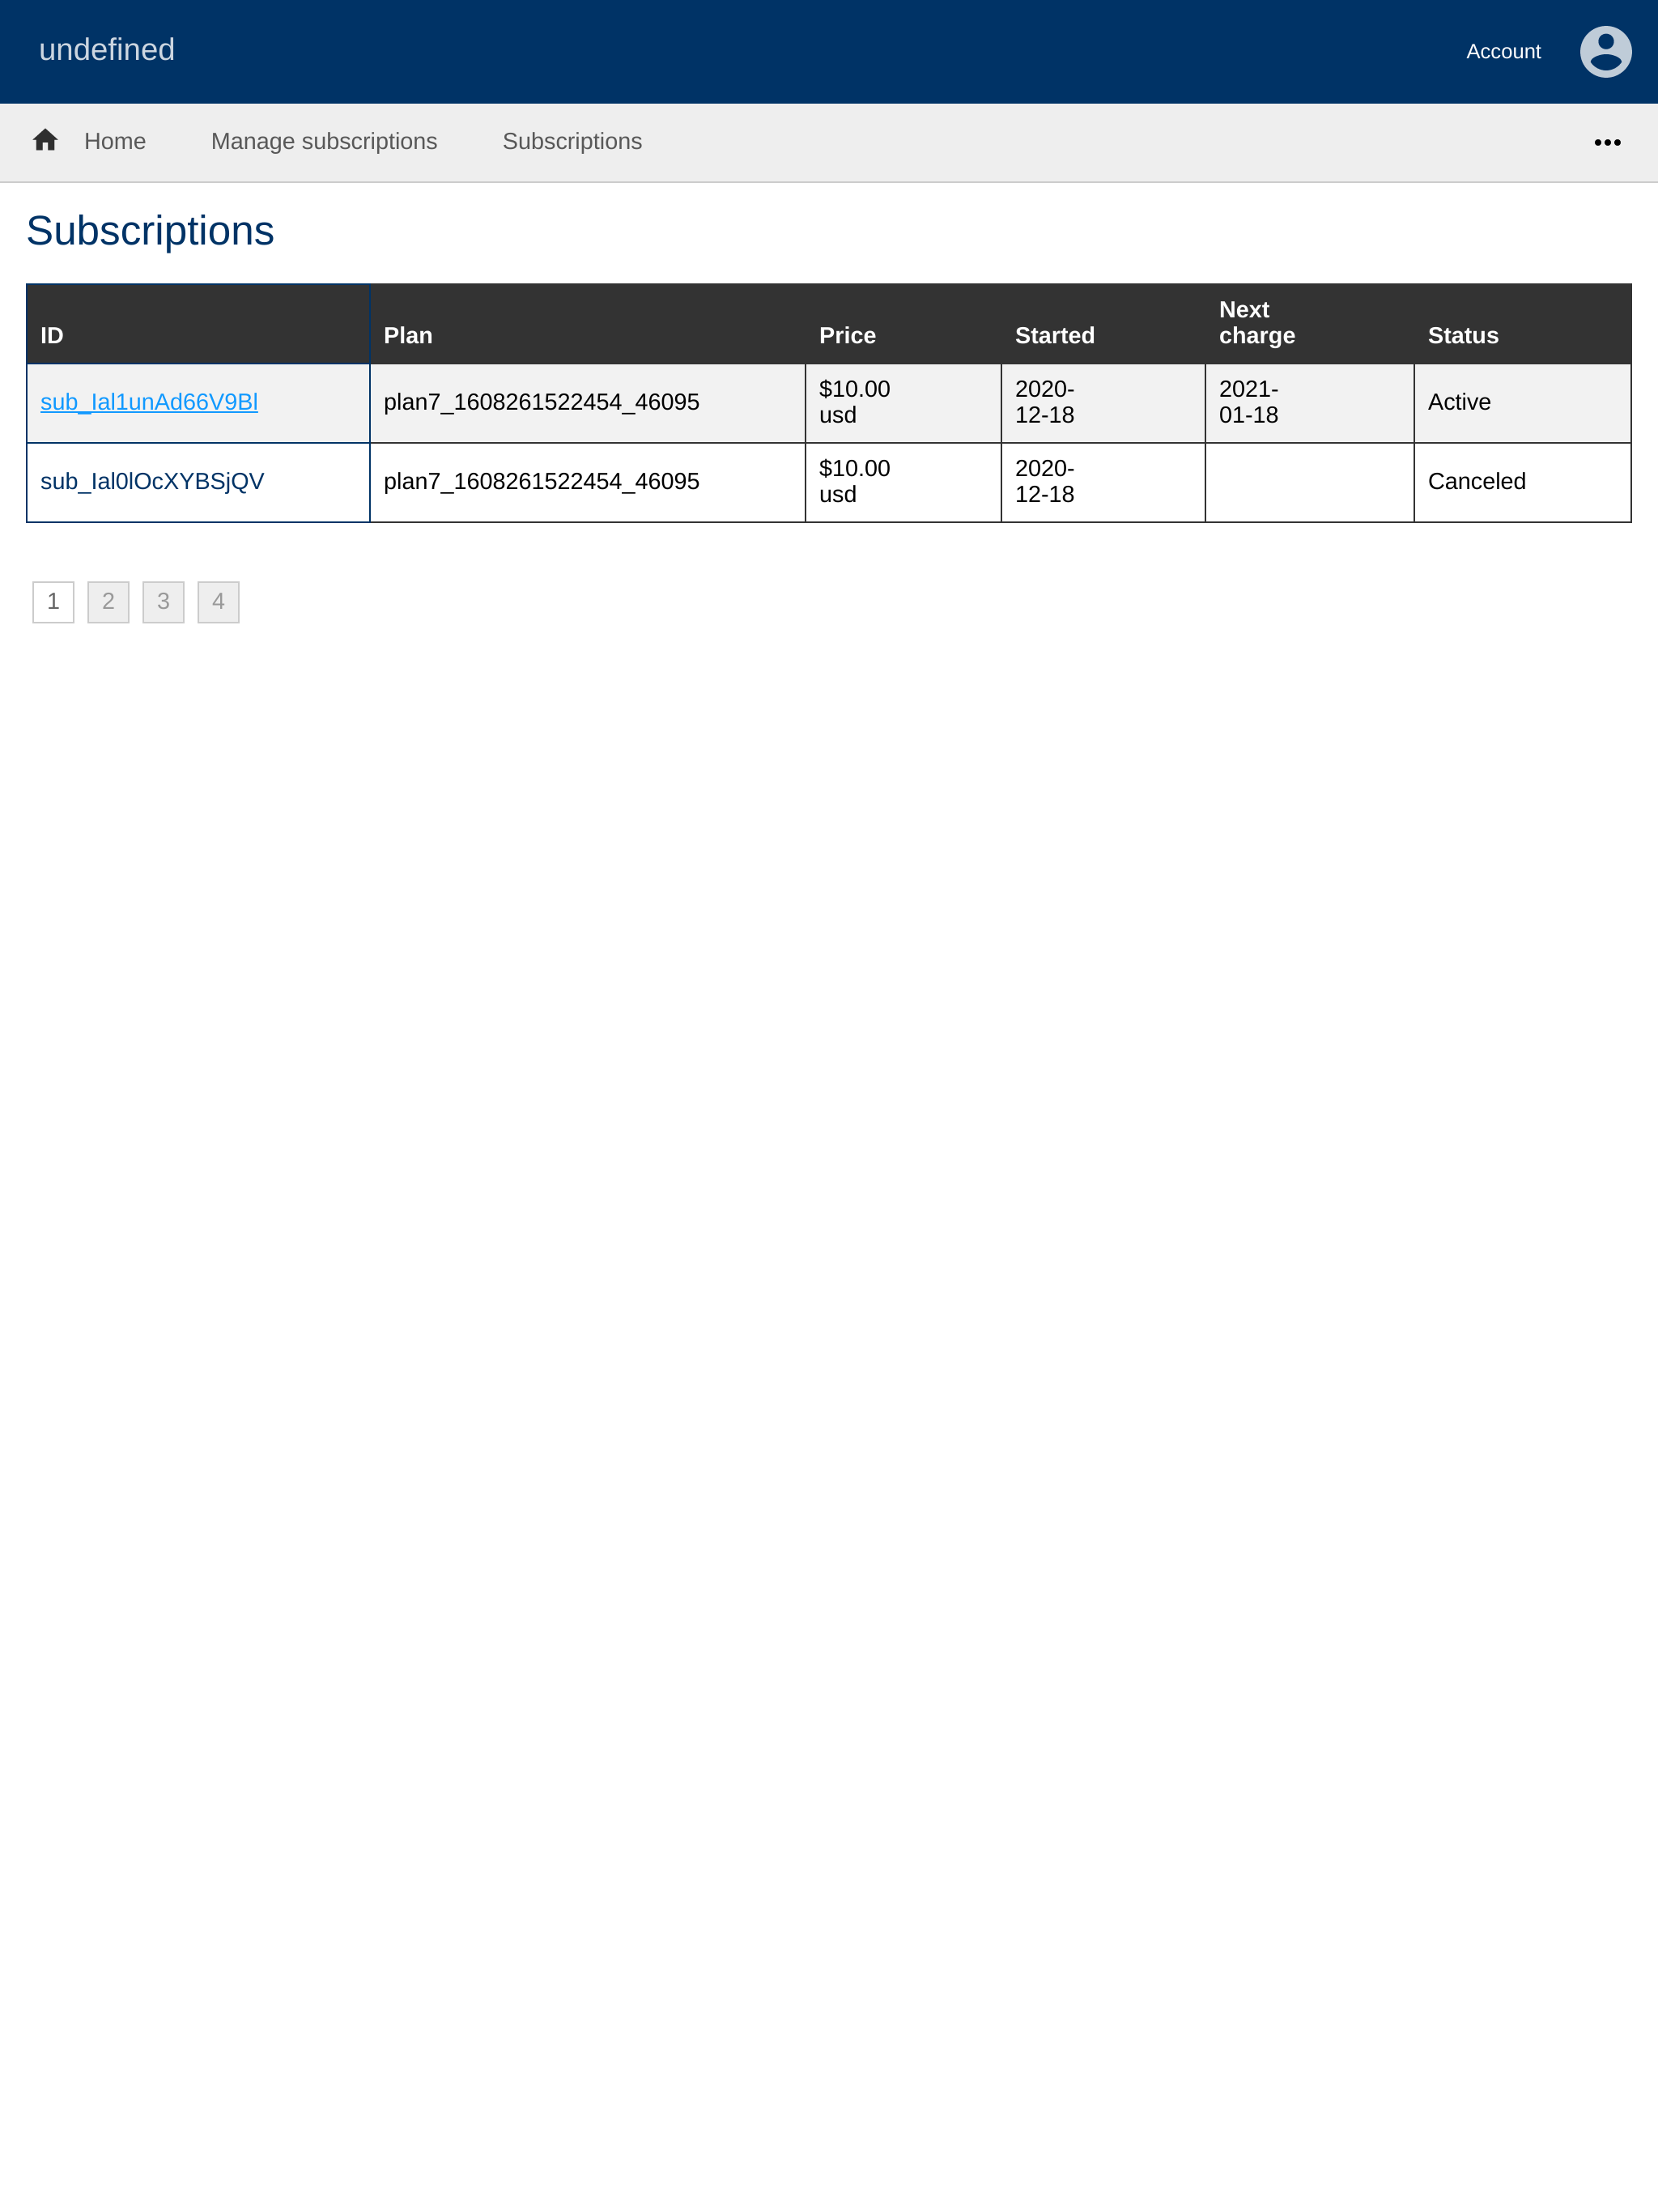 undefined
Account
Home Manage subscriptions Subscriptions
Subscriptions
ID Plan Price Started Next charge Status
sub_Ial1unAd66V9Bl plan7_1608261522454_46095 $10.00 usd 2020-12-18 2021-01-18 Active
sub_Ial0lOcXYBSjQV plan7_1608261522454_46095 $10.00 usd 2020-12-18 Canceled
1 2 3 4